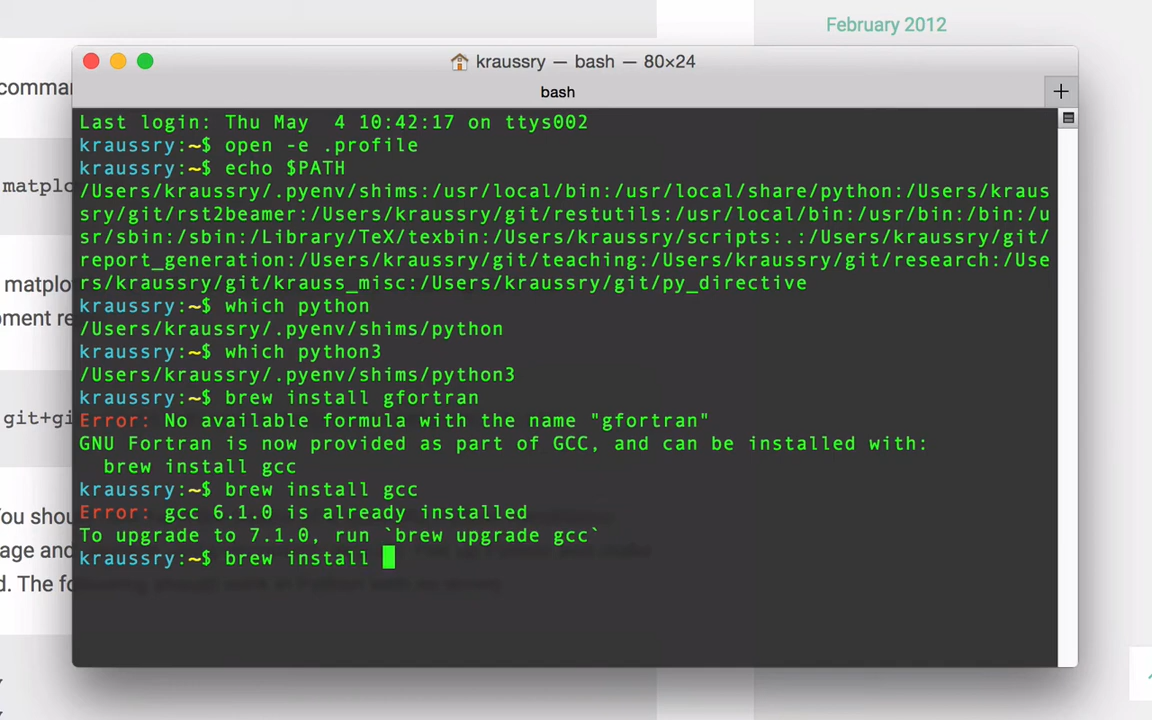 February 2012
kraussry — bash — 80×24
bash
Last login: Thu May  4 10:42:17 on ttys002
kraussry:~$ open -e .profile
kraussry:~$ echo $PATH
/Users/kraussry/.pyenv/shims:/usr/local/bin:/usr/local/share/python:/Users/kraus
sry/git/rst2beamer:/Users/kraussry/git/restutils:/usr/local/bin:/usr/bin:/bin:/u
sr/sbin:/sbin:/Library/TeX/texbin:/Users/kraussry/scripts:.:/Users/kraussry/git/
report_generation:/Users/kraussry/git/teaching:/Users/kraussry/git/research:/Use
rs/kraussry/git/krauss_misc:/Users/kraussry/git/py_directive
kraussry:~$ which python
/Users/kraussry/.pyenv/shims/python
kraussry:~$ which python3
/Users/kraussry/.pyenv/shims/python3
kraussry:~$ brew install gfortran
Error: No available formula with the name "gfortran"
GNU Fortran is now provided as part of GCC, and can be installed with:
  brew install gcc
kraussry:~$ brew install gcc
Error: gcc 6.1.0 is already installed
To upgrade to 7.1.0, run `brew upgrade gcc`
kraussry:~$ brew install
comma
matplo
matplo
oment re
git+gi
You shou
age and
d. The fo